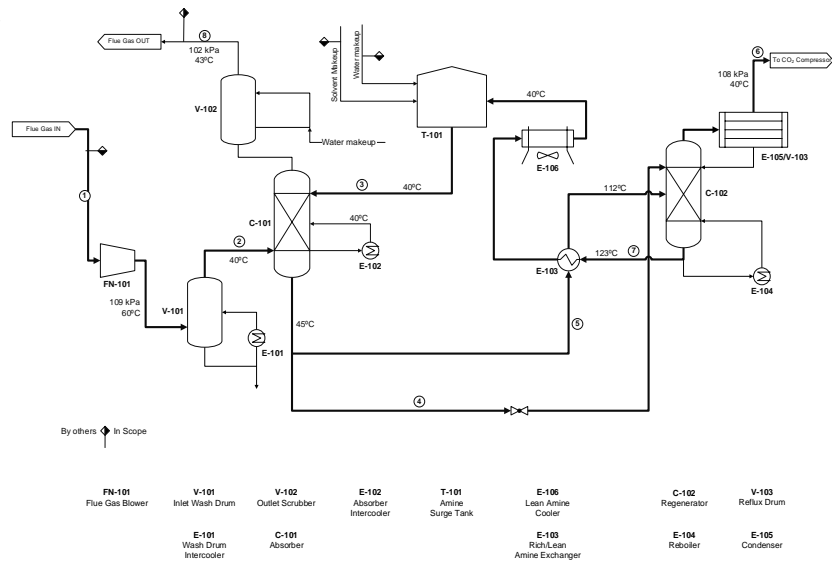 8
6
Flue Gas OUT
102 kPa
43ºC
Solvent Makeup
Water makeup
To CO₂ Compressor
108 kPa
40ºC
V-102
40ºC
Flue Gas IN
T-101
Water makeup
E-106
E-105/V-103
1
3
40ºC
112ºC
C-102
C-101
2
40ºC
40ºC
E-102
123ºC
7
E-103
E-104
FN-101
109 kPa
60ºC
V-101
45ºC
5
E-101
4
By others
In Scope
FN-101
Flue Gas Blower
V-101
Inlet Wash Drum
V-102
Outlet Scrubber
E-102
Absorber
Intercooler
T-101
Amine
Surge Tank
E-106
Lean Amine
Cooler
C-102
Regenerator
V-103
Reflux Drum
E-101
Wash Drum
Intercooler
C-101
Absorber
E-103
Rich/Lean
Amine Exchanger
E-104
Reboiler
E-105
Condenser